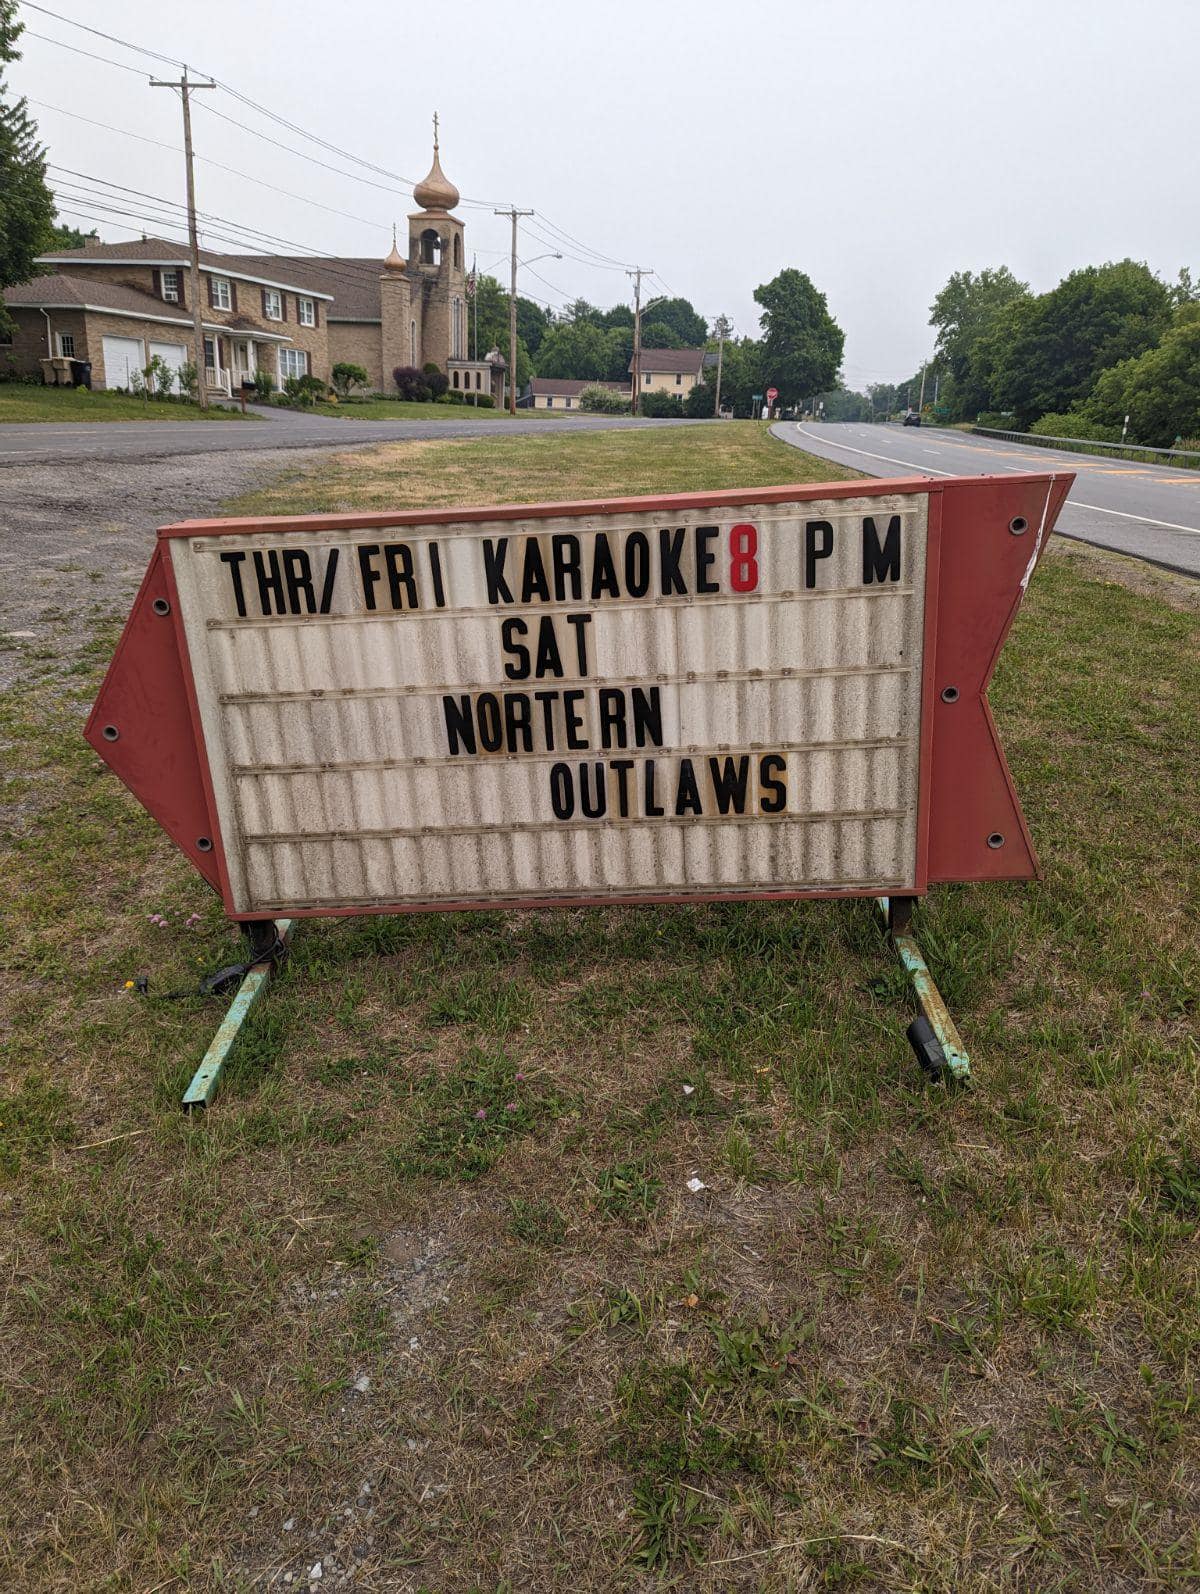 THR/FRI KARAOKE8 PM
SAT
NORTERN
OUTLAWS